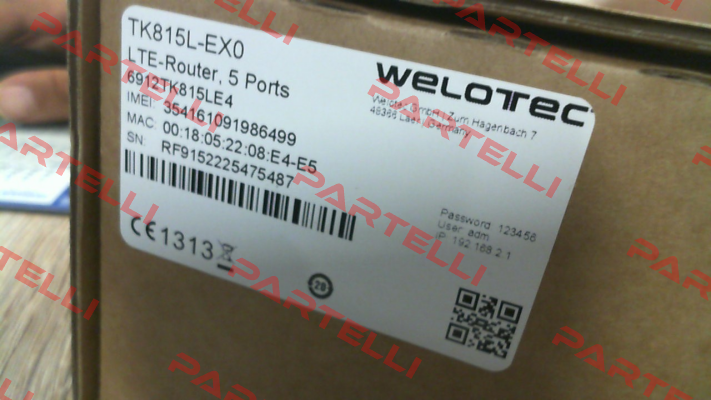 TK815L-EX0
LTE-Router, 5 Ports
6912TK815LE4
IMEI: 354161091986499
MAC: 00:18:05:22:08:E4-E5
SN: RF9152225475487
CE1313
28
WELOTEC
GmbH, Zum Hagenbach 7
48366 Laer, Germany
Password: 123456
User: adm
IP: 192.168.2.1
PARTELLI
PARTELLI
PARTELLI
PARTELLI
PARTELLI
PARTELLI
PARTELLI